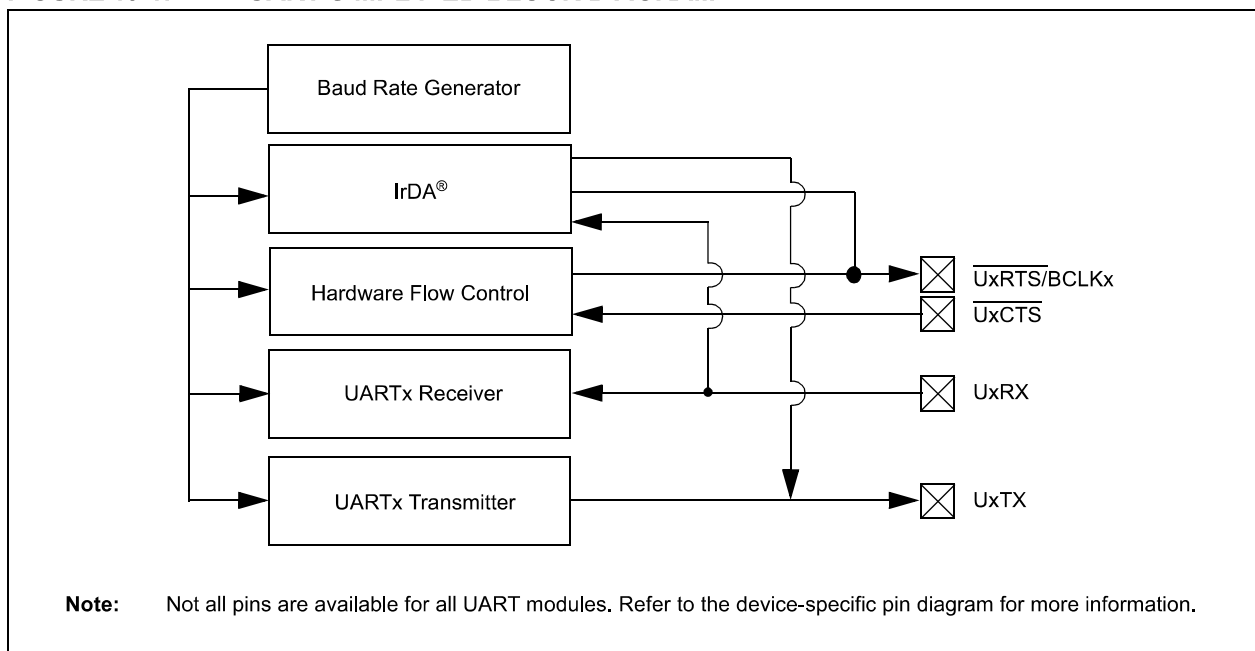 Baud Rate Generator
IrDA®
Hardware Flow Control
UxRTS/BCLKx
UxCTS
UARTx Receiver
UxRX
UARTx Transmitter
UxTX
Note: Not all pins are available for all UART modules. Refer to the device-specific pin diagram for more information.